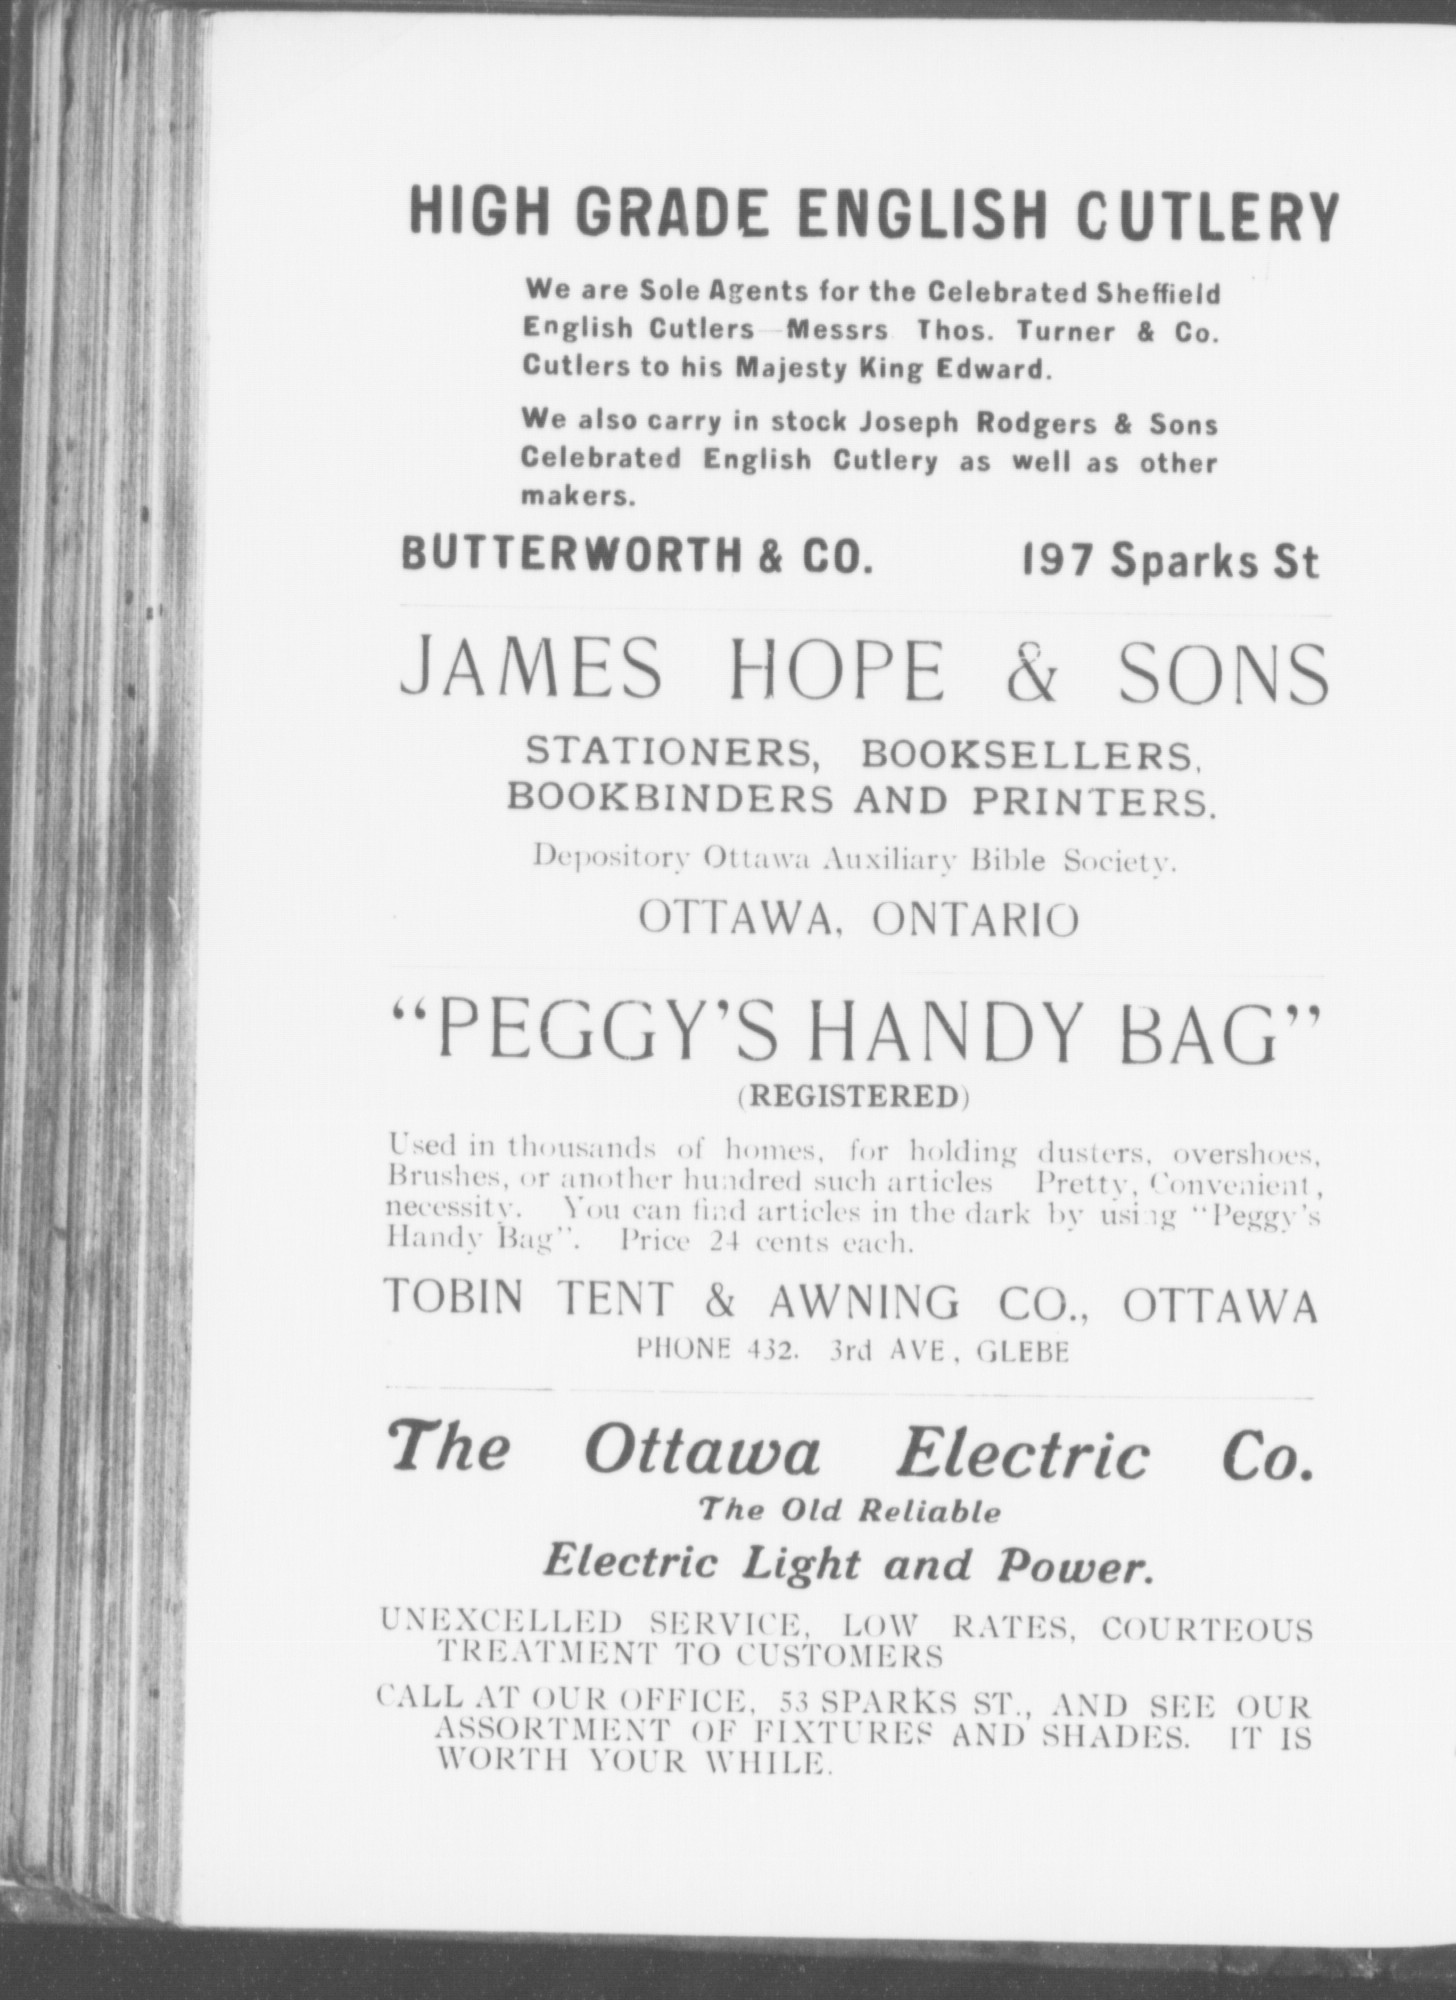 HIGH GRADE ENGLISH CUTLERY
We are Sole Agents for the Celebrated Sheffield
English Cutlers—Messrs Thos. Turner & Co.
Cutlers to his Majesty King Edward.
We also carry in stock Joseph Rodgers & Sons
Celebrated English Cutlery as well as other
makers.
BUTTERWORTH & CO. 197 Sparks St
JAMES HOPE & SONS
STATIONERS, BOOKSELLERS,
BOOKBINDERS AND PRINTERS.
Depository Ottawa Auxiliary Bible Society.
OTTAWA, ONTARIO
“PEGGY’S HANDY BAG”
(REGISTERED)
Used in thousands of homes, for holding dusters, overshoes,
Brushes, or another hundred such articles Pretty, Convenient,
necessity. You can find articles in the dark by using “Peggy’s
Handy Bag”. Price 24 cents each.
TOBIN TENT & AWNING CO., OTTAWA
PHONE 432. 3rd AVE, GLEBE
The Ottawa Electric Co.
The Old Reliable
Electric Light and Power.
UNEXCELLED SERVICE, LOW RATES, COURTEOUS
TREATMENT TO CUSTOMERS
CALL AT OUR OFFICE, 53 SPARKS ST., AND SEE OUR
ASSORTMENT OF FIXTURES AND SHADES. IT IS
WORTH YOUR WHILE.